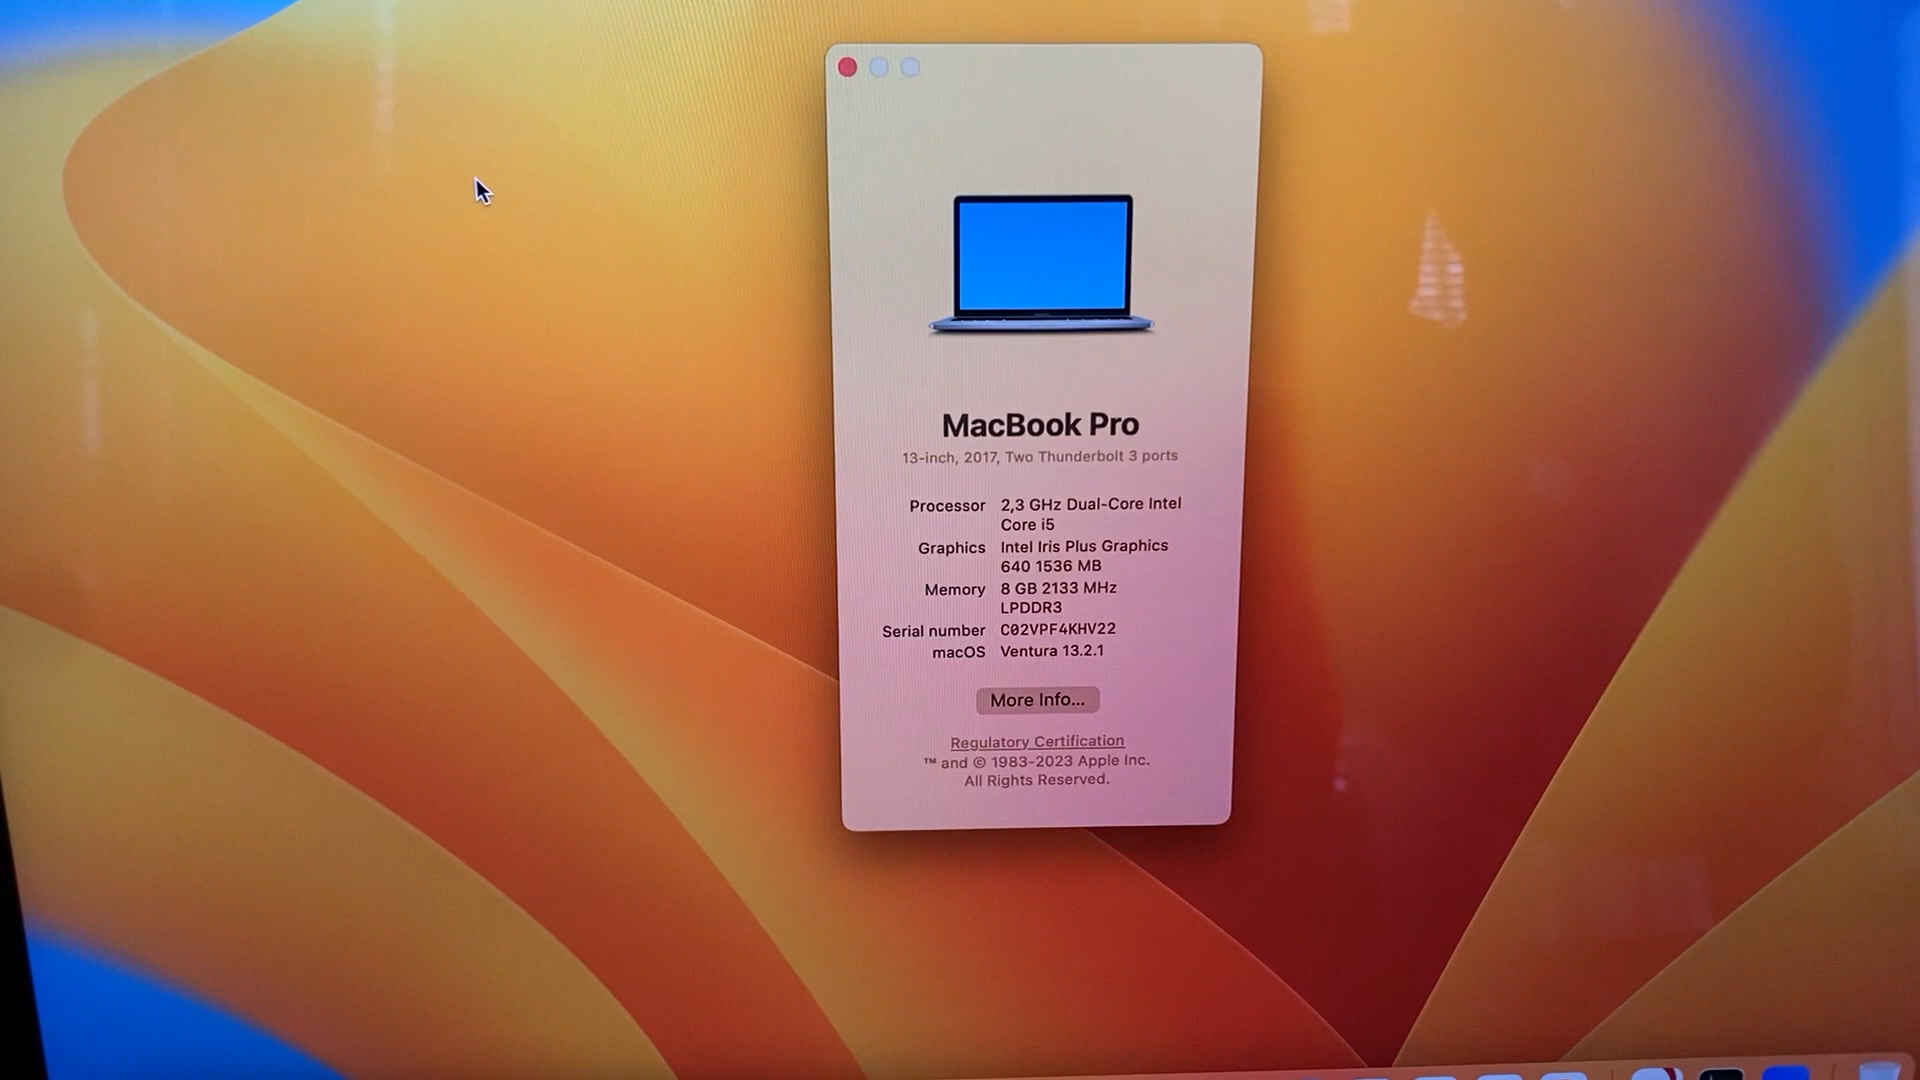 MacBook Pro
13-inch, 2017, Two Thunderbolt 3 ports
Processor 2,3 GHz Dual-Core Intel
Core i5
Graphics Intel Iris Plus Graphics
640 1536 MB
Memory 8 GB 2133 MHz
LPDDR3
Serial number C02VPF4KHV22
macOS Ventura 13.2.1
More Info...
Regulatory Certification
™ and © 1983-2023 Apple Inc.
All Rights Reserved.